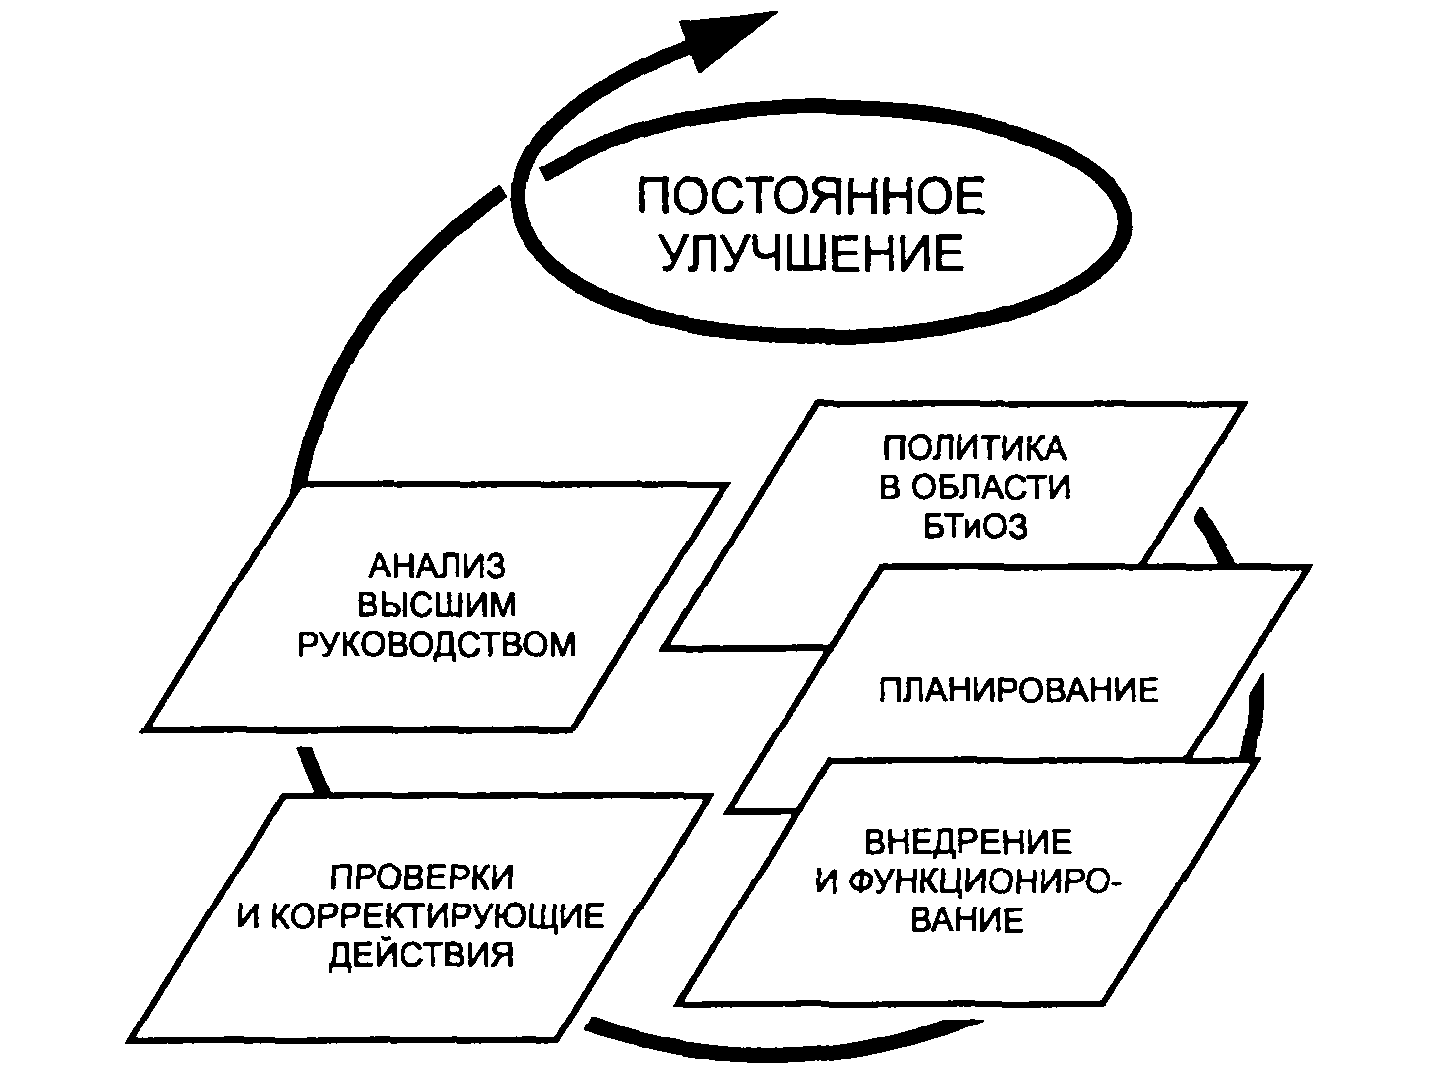 ПОСТОЯННОЕ
УЛУЧШЕНИЕ
ПОЛИТИКА
В ОБЛАСТИ
БТиОЗ
ПЛАНИРОВАНИЕ
ВНЕДРЕНИЕ
И ФУНКЦИОНИРО-
ВАНИЕ
ПРОВЕРКИ
И КОРРЕКТИРУЮЩИЕ
ДЕЙСТВИЯ
АНАЛИЗ
ВЫСШИМ
РУКОВОДСТВОМ